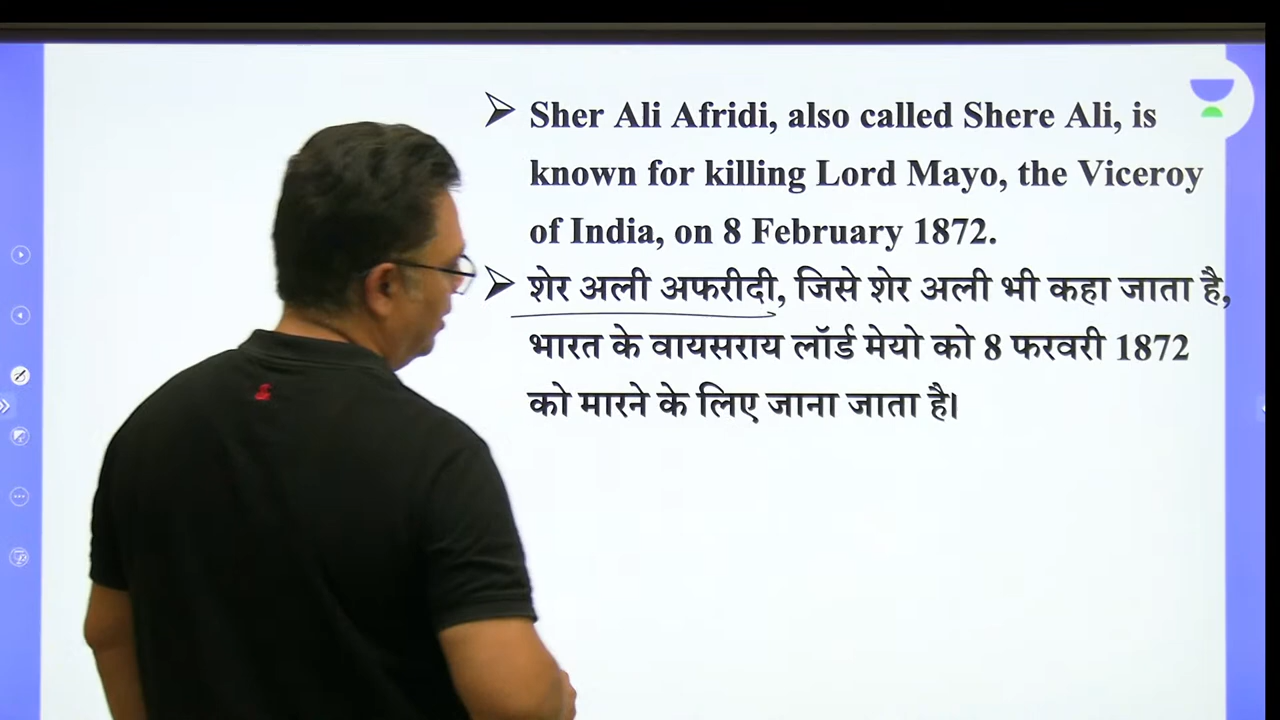 Sher Ali Afridi, also called Shere Ali, is
known for killing Lord Mayo, the Viceroy
of India, on 8 February 1872.
शेर अली अफरीदी, जिसे शेर अली भी कहा जाता है,
भारत के वायसराय लॉर्ड मेयो को 8 फरवरी 1872
को मारने के लिए जाना जाता है।